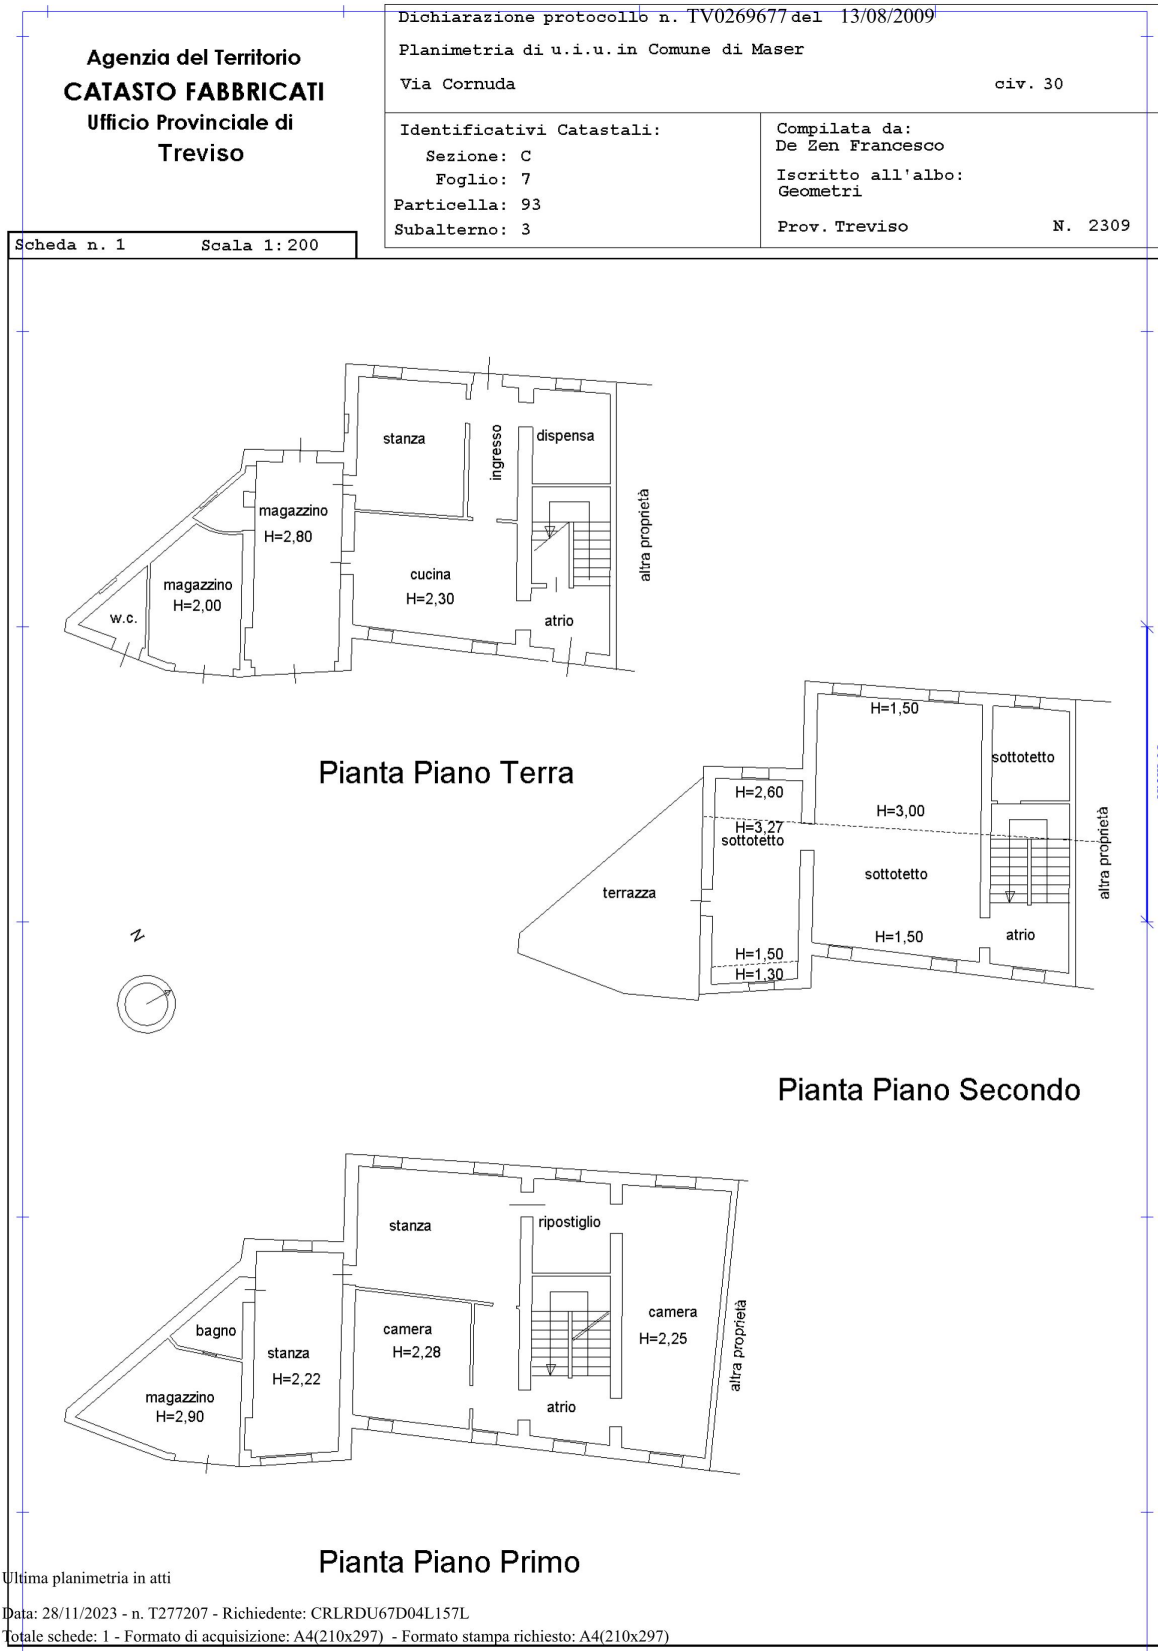 Agenzia del Territorio
CATASTO FABBRICATI
Ufficio Provinciale di
Treviso
Dichiarazione protocollo n. TV0269677 del 13/08/2009
Planimetria di u.i.u. in Comune di Maser
Via Cornuda civ. 30
Identificativi Catastali:
Sezione: C
Foglio: 7
Particella: 93
Subalterno: 3
Compilata da:
De Zen Francesco
Iscritto all'albo:
Geometri
Prov. Treviso N. 2309
Scheda n. 1 Scala 1:200
stanza
ingresso
dispensa
magazzino
H=2,80
altra proprietà
cucina
H=2,30
magazzino
H=2,00
w.c.
atrio
Pianta Piano Terra
H=1,50
sottotetto
H=2,60
H=3,00
H=3,27
sottotetto
altra proprietà
sottotetto
terrazza
H=1,50
atrio
H=1,50
H=1,30
N
Pianta Piano Secondo
stanza
ripostiglio
camera
H=2,25
altra proprietà
bagno
camera
H=2,28
stanza
H=2,22
magazzino
H=2,90
atrio
Pianta Piano Primo
Ultima planimetria in atti
Data: 28/11/2023 - n. T277207 - Richiedente: CRLRDU67D04L157L
Totale schede: 1 - Formato di acquisizione: A4(210x297) - Formato stampa richiesto: A4(210x297)